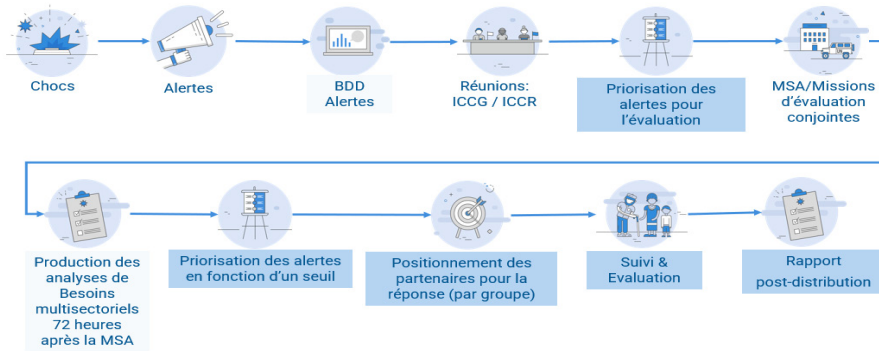 Chocs
Alertes
BDD
Alertes
Réunions:
ICCG / ICCR
Priorisation des
alertes pour
l'évaluation
MSA/Missions
d'évaluation
conjointes
Production des
analyses de
Besoins
multisectoriels
72 heures
après la MSA
Priorisation des alertes
en fonction d'un seuil
Positionnement des
partenaires pour la
réponse (par groupe)
Suivi &
Evaluation
Rapport
post-distribution